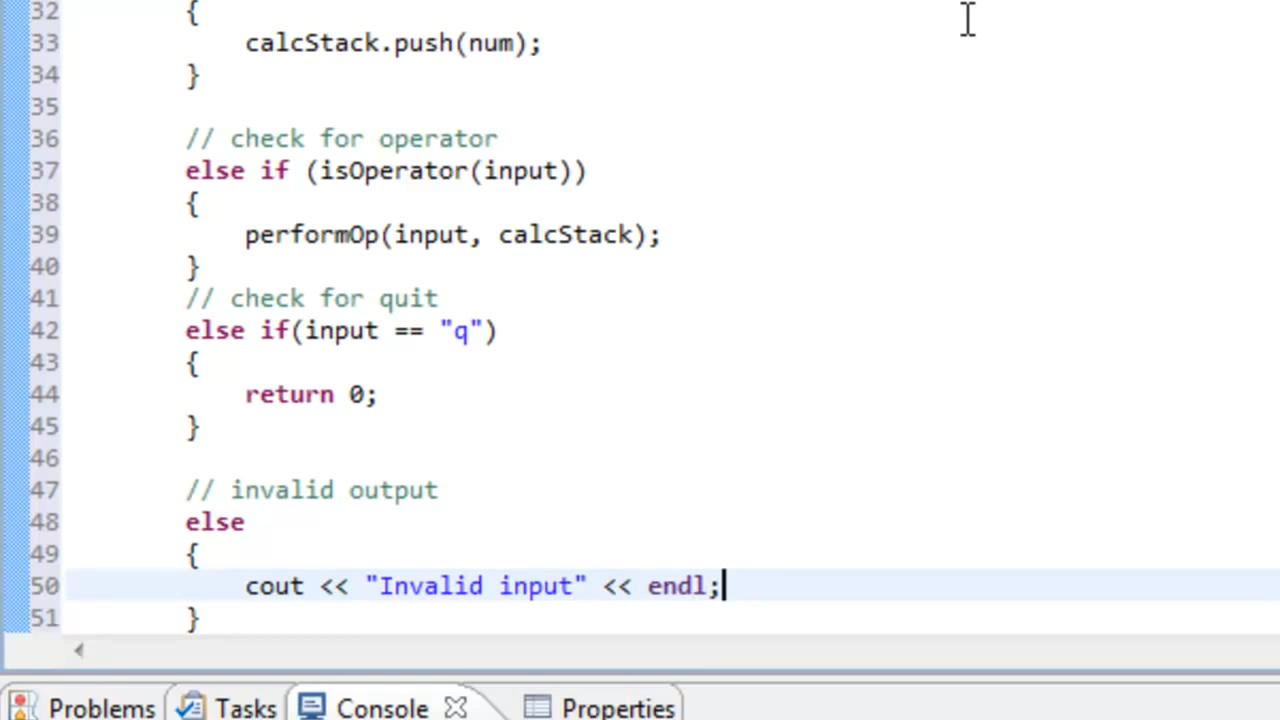 32 {
33 calcStack.push(num);
34 }
35
36 // check for operator
37 else if (isOperator(input))
38 {
39 performOp(input, calcStack);
40 }
41 // check for quit
42 else if(input == "q")
43 {
44 return 0;
45 }
46
47 // invalid output
48 else
49 {
50 cout << "Invalid input" << endl;
51 }
Problems Tasks Console Properties